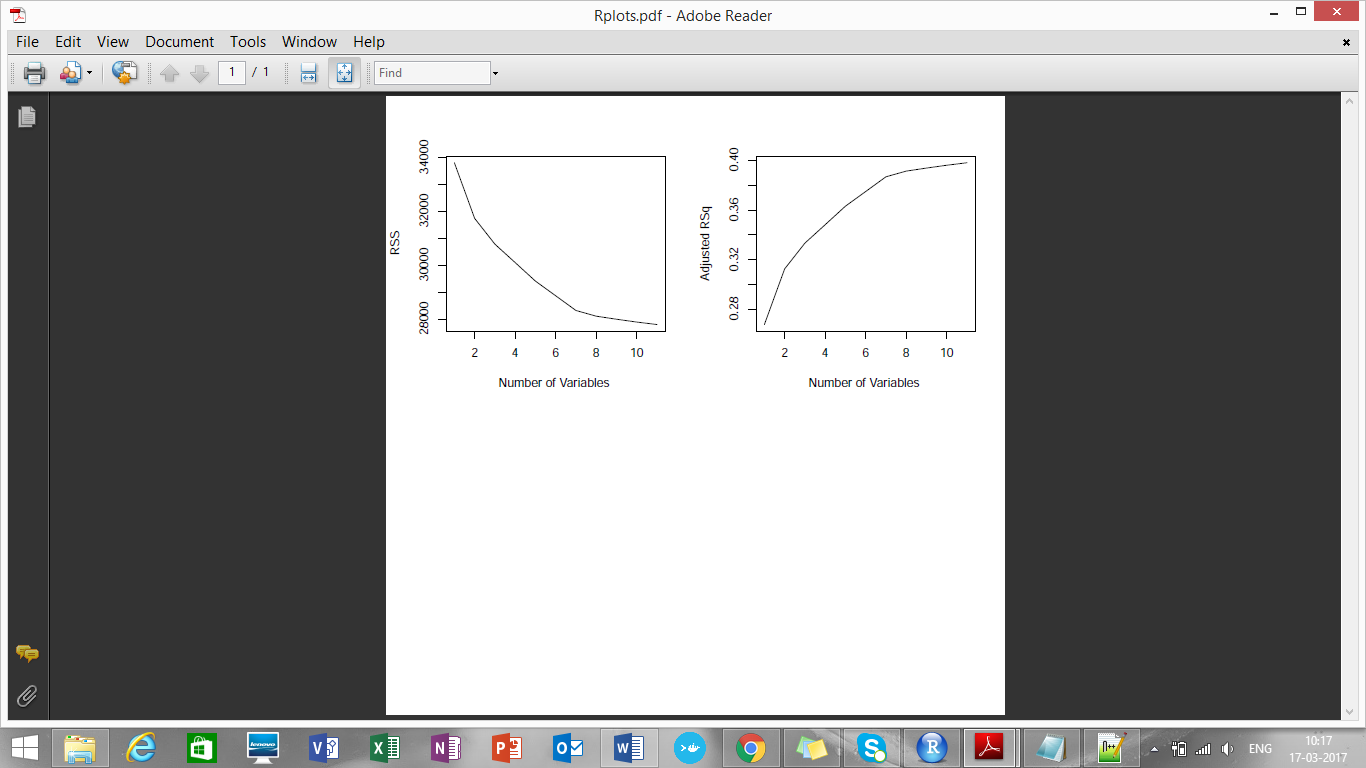 Rplots.pdf - Adobe Reader
File Edit View Document Tools Window Help
1 / 1 Find
34000
32000
30000
28000
RSS
2 4 6 8 10
Number of Variables
0.40
0.36
0.32
0.28
Adjusted RSq
2 4 6 8 10
Number of Variables
lenovo
ENG
10:17
17-03-2017